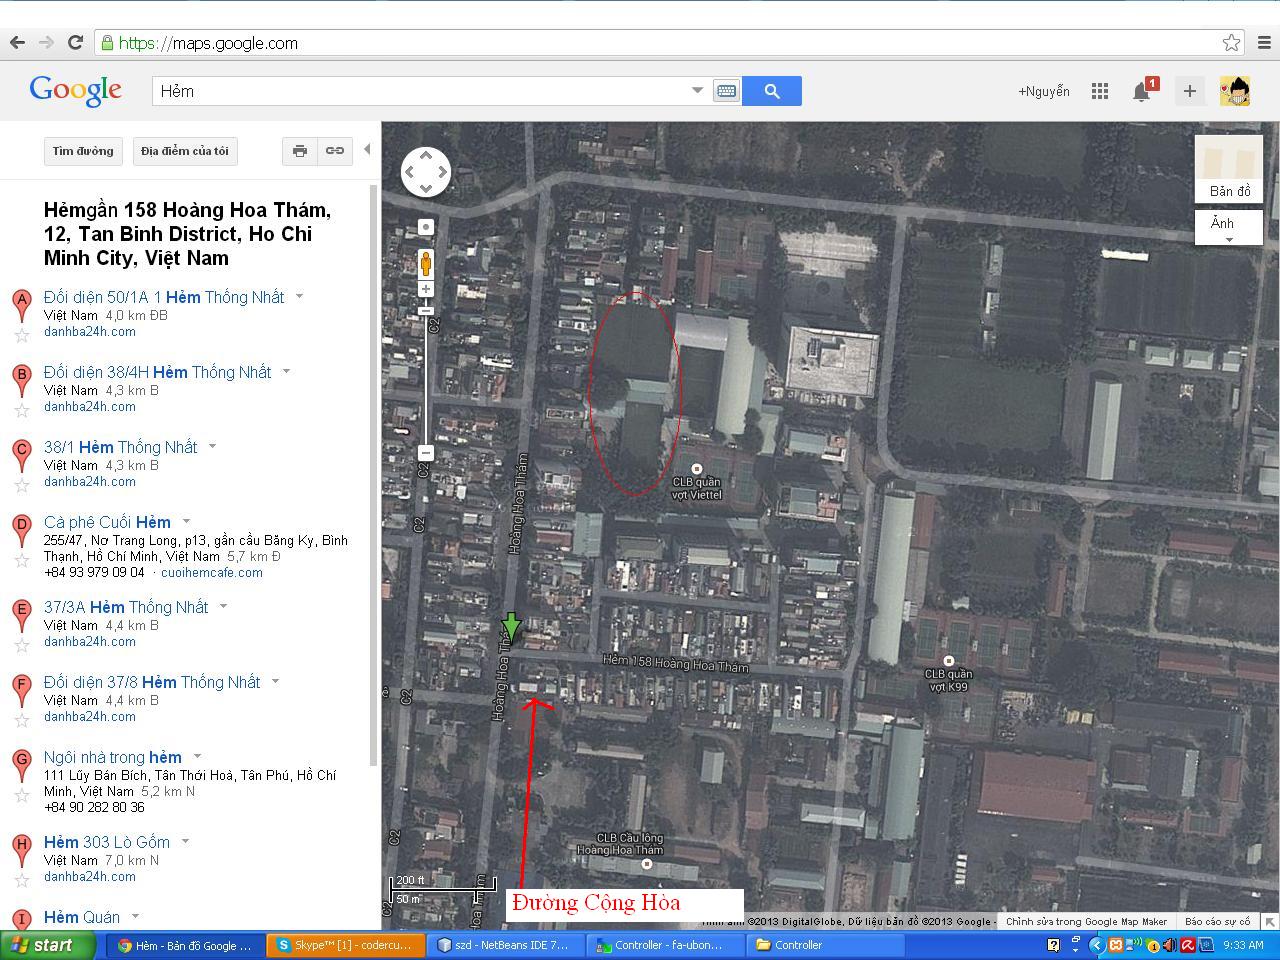 https://maps.google.com
Google
Hẻm
+Nguyễn
1
Tìm đường
Địa điểm của tôi
Hẻmgần 158 Hoàng Hoa Thám,
12, Tan Binh District, Ho Chi
Minh City, Việt Nam
A
Đối diện 50/1A 1 Hẻm Thống Nhất
Việt Nam 4,0 km ĐB
danhba24h.com
B
Đối diện 38/4H Hẻm Thống Nhất
Việt Nam 4,3 km B
danhba24h.com
C
38/1 Hẻm Thống Nhất
Việt Nam 4,3 km B
danhba24h.com
D
Cà phê Cuối Hẻm
255/47, Nơ Trang Long, p13, gần cầu Băng Ky, Bình
Thạnh, Hồ Chí Minh, Việt Nam 5,7 km Đ
+84 93 979 09 04 · cuoihemcafe.com
E
37/3A Hẻm Thống Nhất
Việt Nam 4,4 km B
danhba24h.com
F
Đối diện 37/8 Hẻm Thống Nhất
Việt Nam 4,4 km B
danhba24h.com
G
Ngôi nhà trong hẻm
111 Lũy Bán Bích, Tân Thới Hoà, Tân Phú, Hồ Chí
Minh, Việt Nam 5,2 km N
+84 90 282 80 36
H
Hẻm 303 Lò Gốm
Việt Nam 7,0 km N
danhba24h.com
I
Hẻm Quán
Bản đồ
Ảnh
C2
C2
C2
C2
C2
C2
Hoàng Hoa Thám
CLB quần
vợt Viettel
Hoàng Hoa Thám
Hẻm 158 Hoàng Hoa Thám
CLB quần
vợt K99
CLB Cầu lông
Hoàng Hoa Thám
Hoa Thám
200 ft
50 m
Đường Cộng Hòa
©2013 DigitalGlobe, Dữ liệu bản đồ ©2013 Google -
Chỉnh sửa trong Google Map Maker
Báo cáo sự cố
start
Hẻm - Bản đồ Google ...
Skype™ [1] - codercu...
szd - NetBeans IDE 7...
Controller - fa-ubon...
Controller
9:33 AM